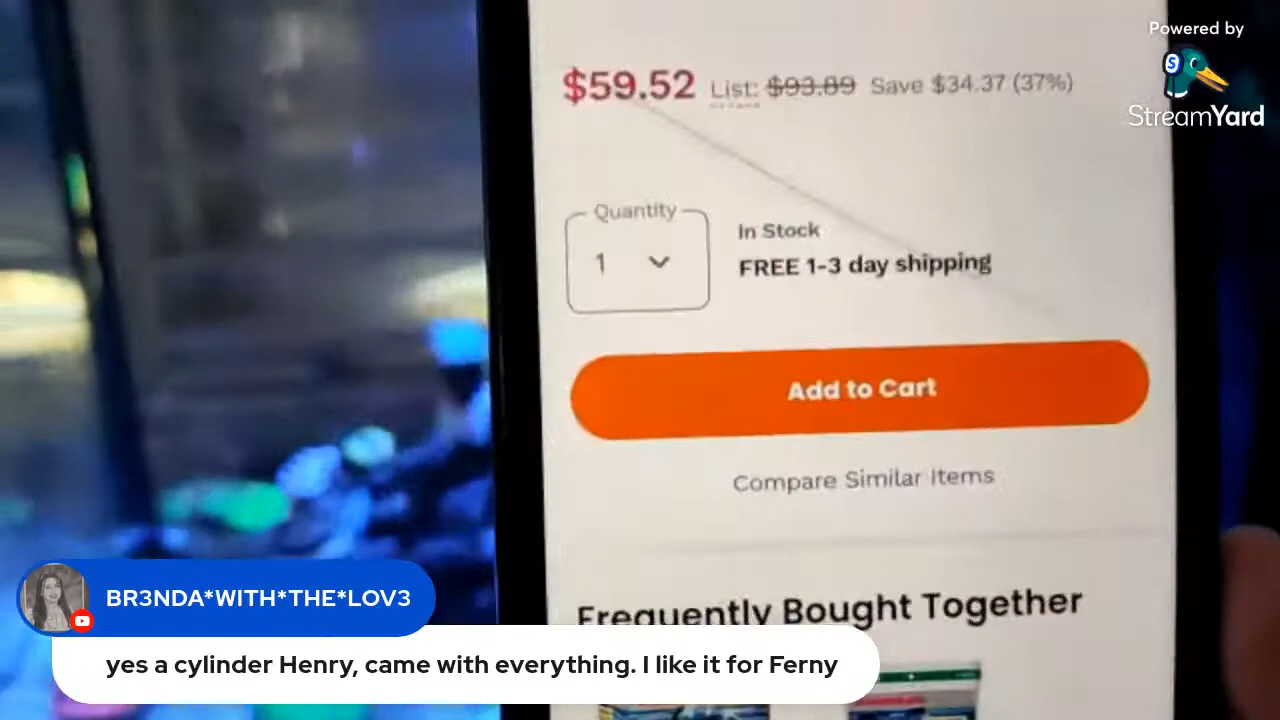 Powered by
StreamYard
$59.52 List: $93.89 Save $34.37 (37%)
Quantity
1
In Stock
FREE 1-3 day shipping
Add to Cart
Compare Similar Items
Frequently Bought Together
BR3NDA*WITH*THE*LOV3
yes a cylinder Henry, came with everything. I like it for Ferny